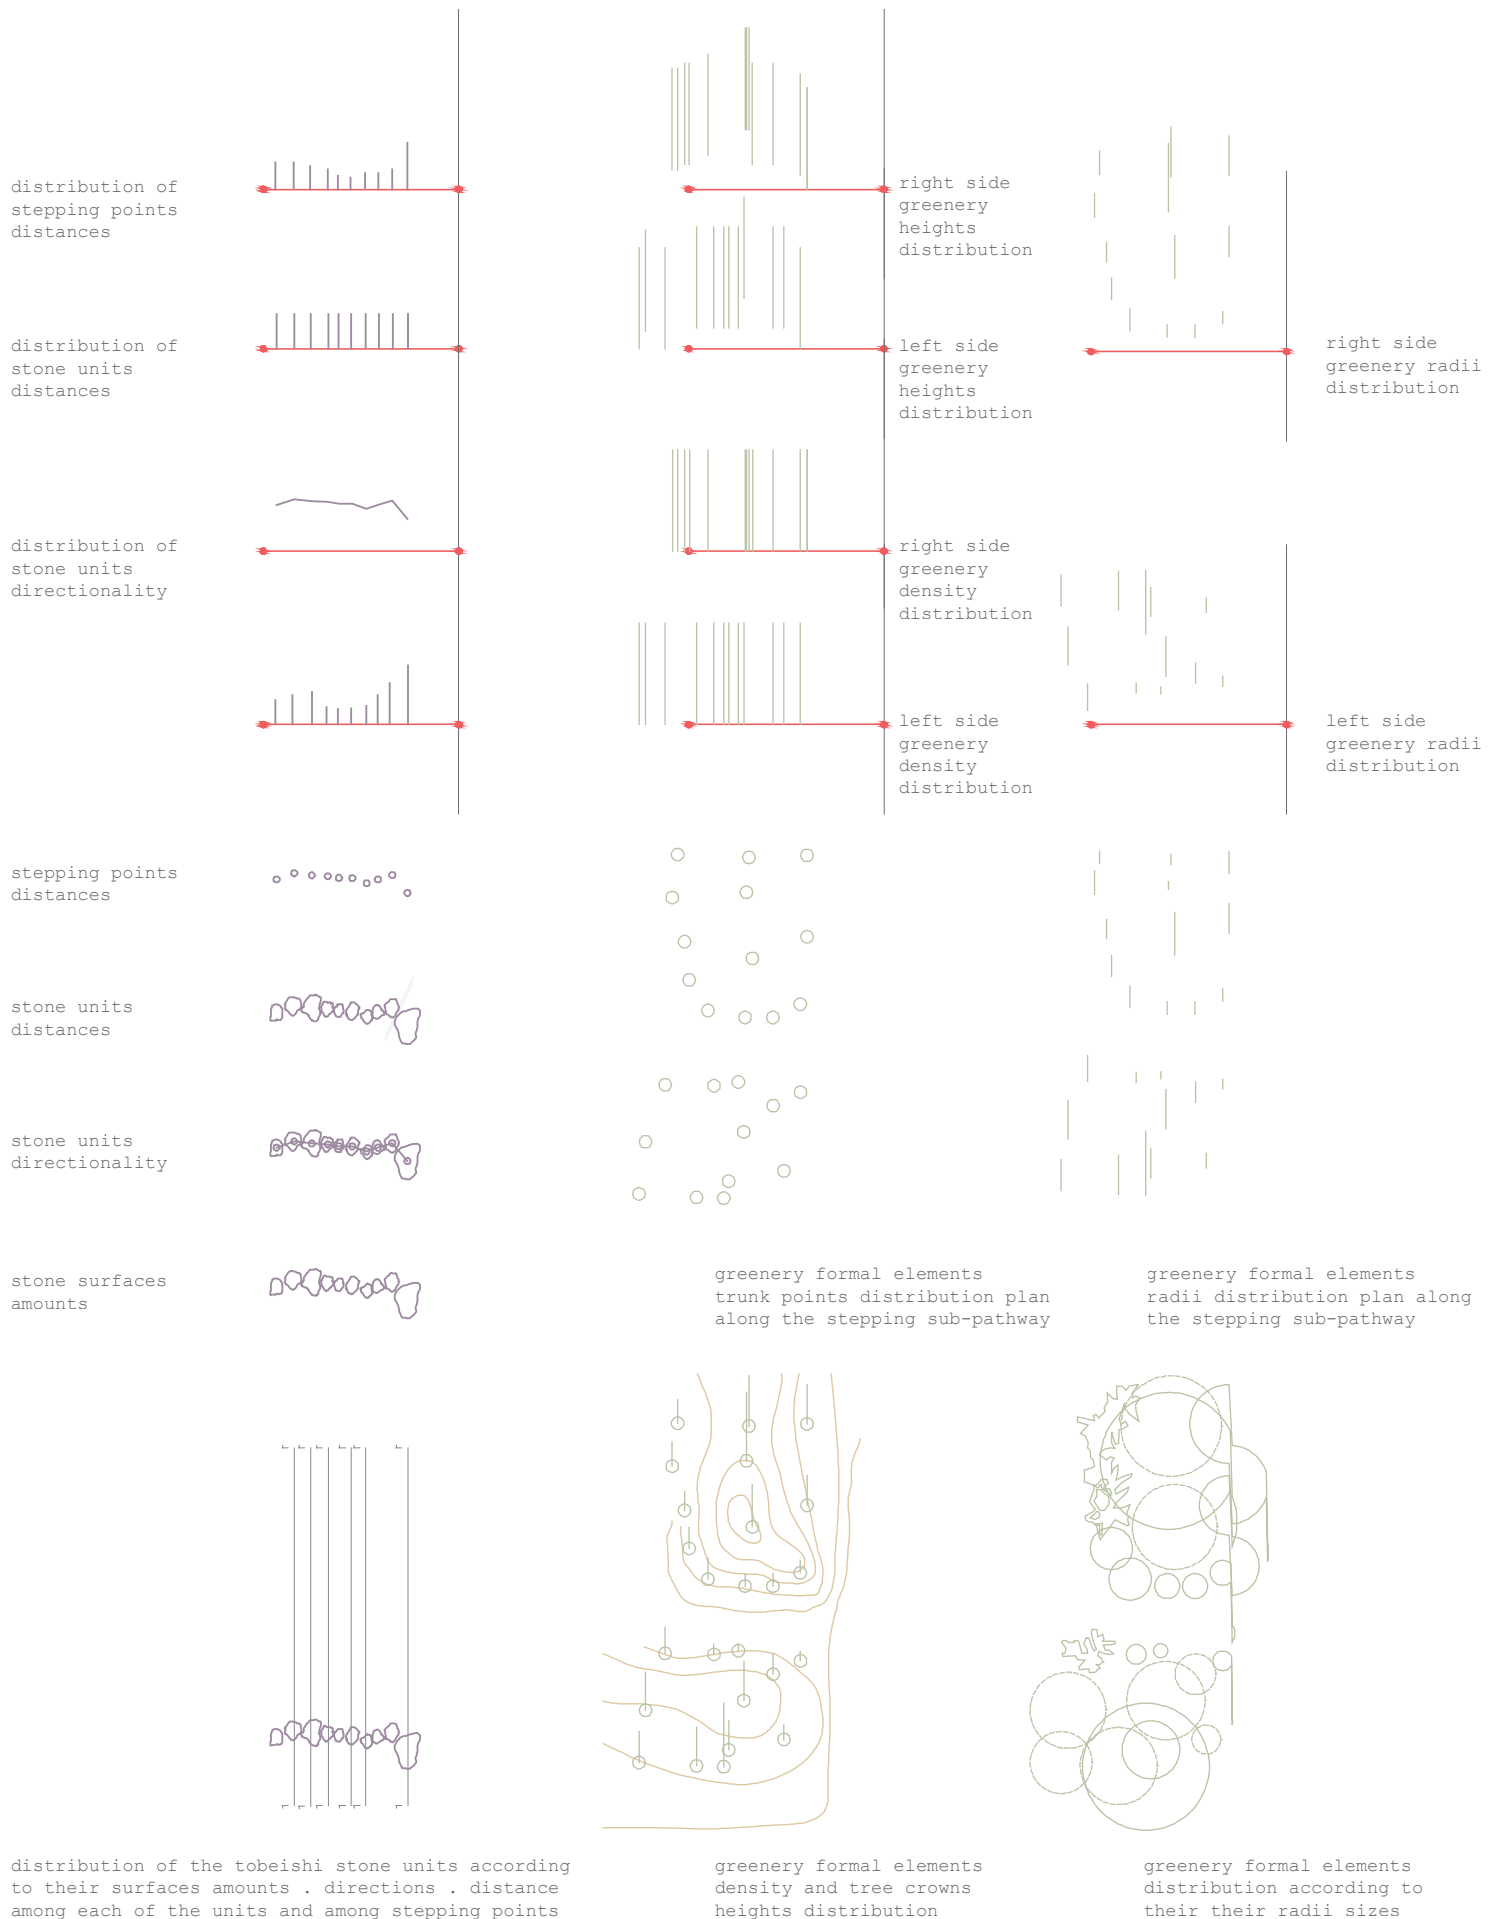 distribution of
stepping points
distances
right side
greenery
heights
distribution
distribution of
stone units
distances
left side
greenery
heights
distribution
right side
greenery radii
distribution
distribution of
stone units
directionality
right side
greenery
density
distribution
left side
greenery
density
distribution
left side
greenery radii
distribution
stepping points
distances
stone units
distances
stone units
directionality
stone surfaces
amounts
greenery formal elements
trunk points distribution plan
along the stepping sub-pathway
greenery formal elements
radii distribution plan along
the stepping sub-pathway
distribution of the tobeishi stone units according
to their surfaces amounts . directions . distance
among each of the units and among stepping points
greenery formal elements
density and tree crowns
heights distribution
greenery formal elements
distribution according to
their their radii sizes